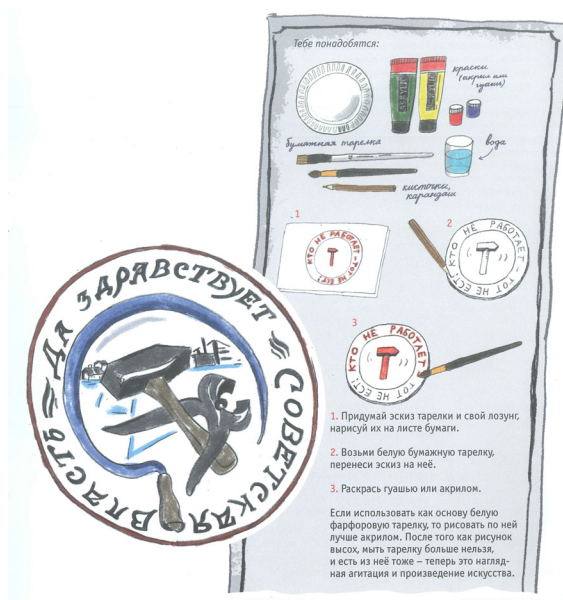 Тебе понадобятся:
краски
(акрил или
гуашь)
бумажная тарелка
вода
кисточки,
карандаш
1
КТО НЕ РАБОТАЕТ – ТОТ НЕ ЕСТ!
2
КТО НЕ РАБОТАЕТ – ТОТ НЕ ЕСТ!
3
КТО НЕ РАБОТАЕТ ТОТ НЕ ЕСТ!
ДА ЗДРАВСТВУЕТ СОВЕТСКАЯ ВЛАСТЬ
1. Придумай эскиз тарелки и свой лозунг,
нарисуй их на листе бумаги.
2. Возьми белую бумажную тарелку,
перенеси эскиз на неё.
3. Раскрась гуашью или акрилом.
Если использовать как основу белую
фарфоровую тарелку, то рисовать по ней
лучше акрилом. После того как рисунок
высох, мыть тарелку больше нельзя,
и есть из неё тоже – теперь это нагляд-
ная агитация и произведение искусства.